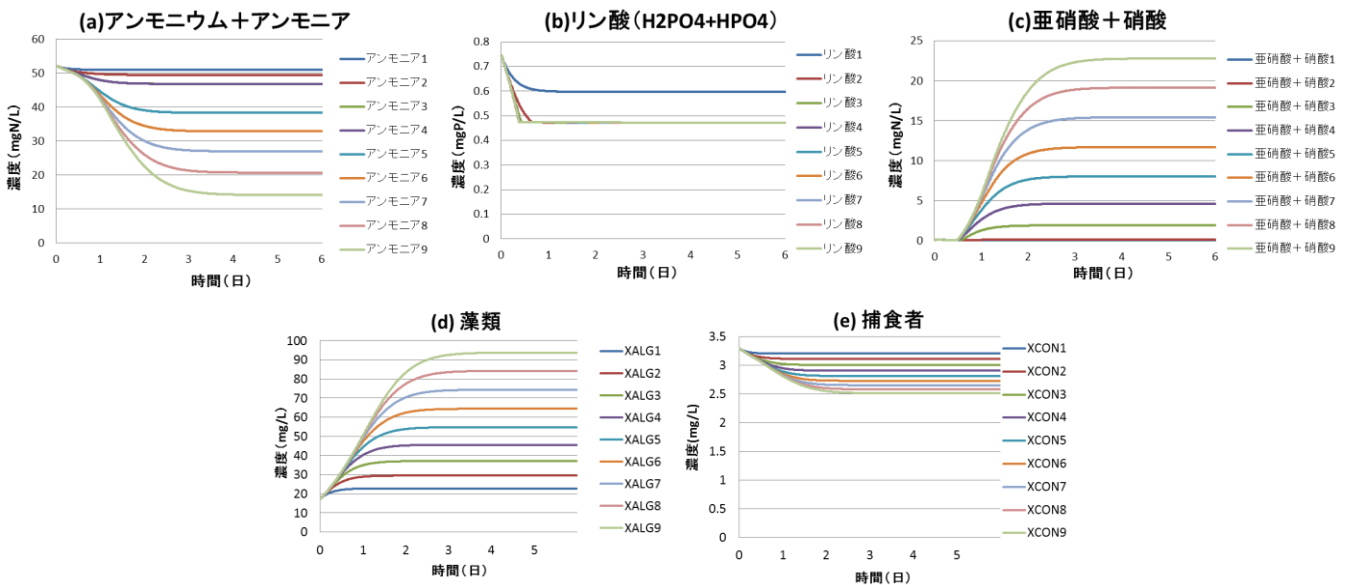 (a)アンモニウム＋アンモニア
濃度（mgN/L）
60
50
40
30
20
10
0
0 1 2 3 4 5 6
時間（日）
アンモニア1
アンモニア2
アンモニア3
アンモニア4
アンモニア5
アンモニア6
アンモニア7
アンモニア8
アンモニア9
(b)リン酸（H2PO4+HPO4）
濃度（mgP/L）
0.8
0.7
0.6
0.5
0.4
0.3
0.2
0.1
0
0 1 2 3 4 5 6
時間（日）
リン酸1
リン酸2
リン酸3
リン酸4
リン酸5
リン酸6
リン酸7
リン酸8
リン酸9
(c)亜硝酸＋硝酸
濃度（mgN/L）
25
20
15
10
5
0
0 1 2 3 4 5 6
時間（日）
亜硝酸＋硝酸1
亜硝酸＋硝酸2
亜硝酸＋硝酸3
亜硝酸＋硝酸4
亜硝酸＋硝酸5
亜硝酸＋硝酸6
亜硝酸＋硝酸7
亜硝酸＋硝酸8
亜硝酸＋硝酸9
(d) 藻類
濃度（mg/L）
100
90
80
70
60
50
40
30
20
10
0
0 1 2 3 4 5
時間（日）
XALG1
XALG2
XALG3
XALG4
XALG5
XALG6
XALG7
XALG8
XALG9
(e) 捕食者
濃度(mg/L)
3.5
3
2.5
2
1.5
1
0.5
0
0 1 2 3 4 5
時間（日）
XCON1
XCON2
XCON3
XCON4
XCON5
XCON6
XCON7
XCON8
XCON9